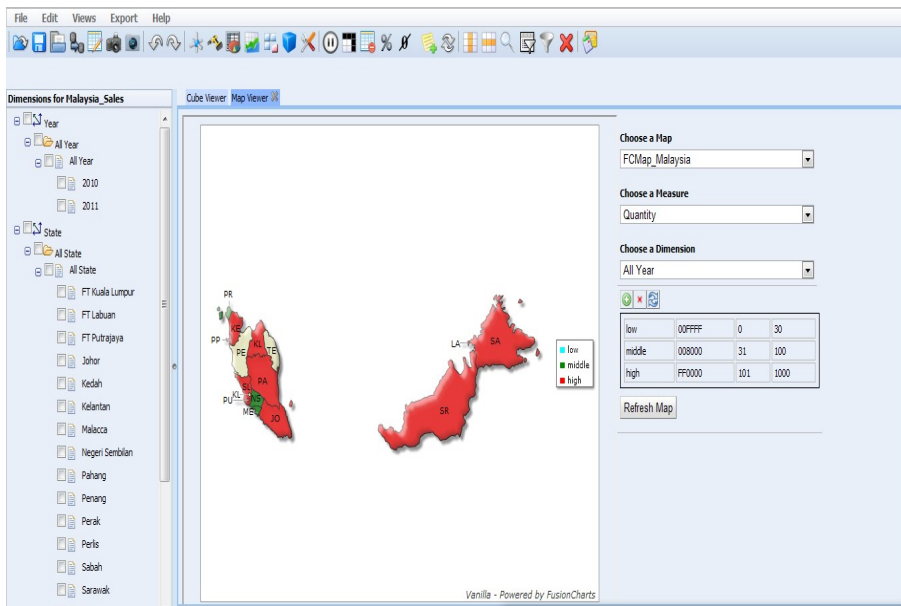 File Edit Views Export Help
Dimensions for Malaysia_Sales
Year
All Year
All Year
2010
2011
State
All State
All State
FT Kuala Lumpur
FT Labuan
FT Putrajaya
Johor
Kedah
Kelantan
Malacca
Negeri Sembilan
Pahang
Penang
Perak
Perlis
Sabah
Sarawak
Cube Viewer Map Viewer
PR
KE
PP
PE
KL
TE
PA
SL
KL
PU
NS
ME
JO
LA
SA
SR
low
middle
high
Vanilla - Powered by FusionCharts
Choose a Map
FCMap_Malaysia
Choose a Measure
Quantity
Choose a Dimension
All Year
low 00FFFF 0 30
middle 008000 31 100
high FF0000 101 1000
Refresh Map